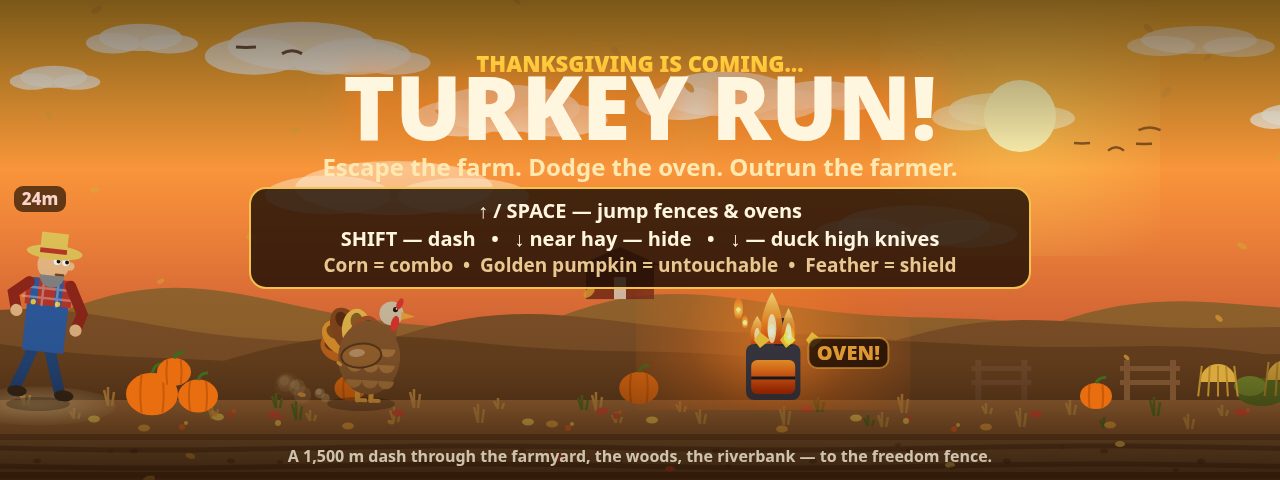 THANKSGIVING IS COMING...
TURKEY RUN!
Escape the farm. Dodge the oven. Outrun the farmer.
24m
↑ / SPACE — jump fences & ovens
SHIFT — dash • ↓ near hay — hide • ↓ — duck high knives
Corn = combo • Golden pumpkin = untouchable • Feather = shield
OVEN!
A 1,500 m dash through the farmyard, the woods, the riverbank — to the freedom fence.